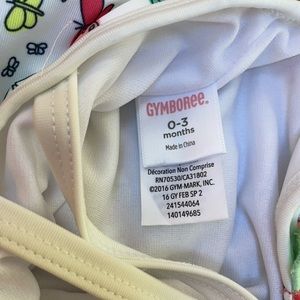 GYMBOREE.
0-3
months
Made in China
Décoration Non Comprise
RN70530/CA31802
©2016 GYM-MARK, INC.
16 GY FEB SP 2
241544064
140149685